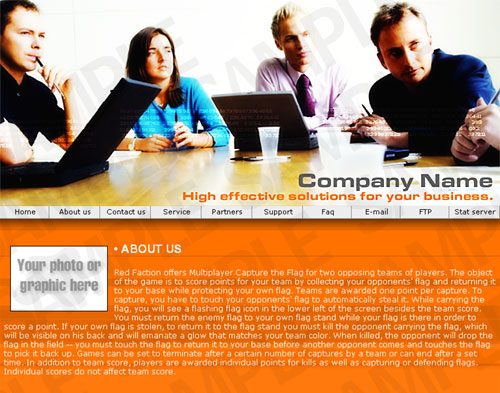 Company Name
High effective solutions for your business.
Home About us Contact us Service Partners Support Faq E-mail FTP Stat server
• ABOUT US
Your photo or
graphic here
Red Faction offers Multiplayer Capture the Flag for two opposing teams of players. The object
of the game is to score points for your team by collecting your opponents' flag and returning it
to your base while protecting your own flag. Teams are awarded one point per capture. To
capture, you have to touch your opponents' flag to automatically steal it. While carrying the
flag, you will see a flashing flag icon in the lower left of the screen besides the team score.
You must return the enemy flag to your own flag stand while your flag is there in order to
score a point. If your own flag is stolen, to return it to the flag stand you must kill the opponent carrying the flag, which
will be visible on his back and will emanate a glow that matches your team color. When killed, the opponent will drop the
flag in the field -- you must touch the flag to return it to your base before another opponent comes and touches the flag
to pick it back up. Games can be set to terminate after a certain number of captures by a team or can end after a set
time. In addition to team score, players are awarded individual points for kills as well as capturing or defending flags.
Individual scores do not affect team score.